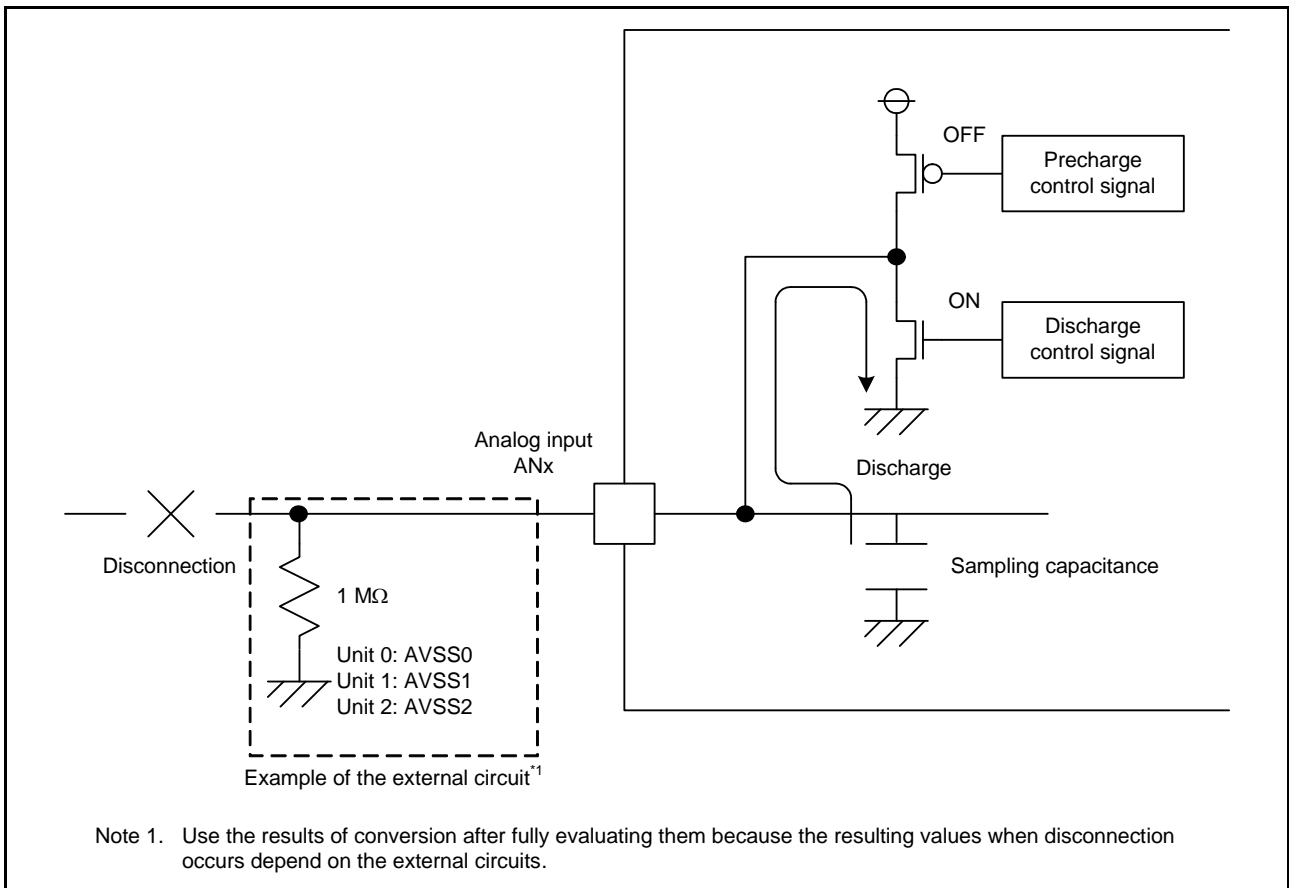 OFF
Precharge
control signal
ON
Discharge
control signal
Analog input
ANx
Discharge
Disconnection
Sampling capacitance
1 MΩ
Unit 0: AVSS0
Unit 1: AVSS1
Unit 2: AVSS2
Example of the external circuit*1
Note 1. Use the results of conversion after fully evaluating them because the resulting values when disconnection
occurs depend on the external circuits.